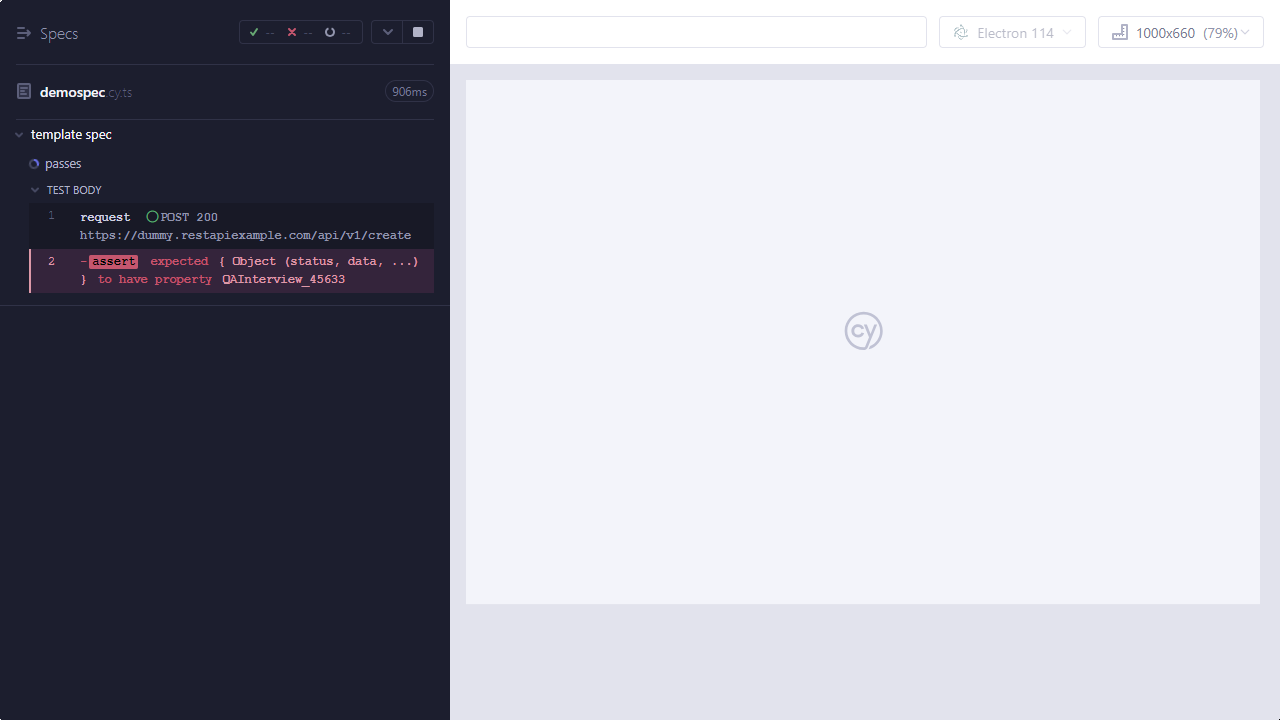 Specs
-- -- --
demospec.cy.ts
906ms
template spec
passes
TEST BODY
1 request POST 200
https://dummy.restapiexample.com/api/v1/create
2 -assert expected { Object (status, data, ...)
} to have property QAInterview_45633
Electron 114
1000x660 (79%)
cy